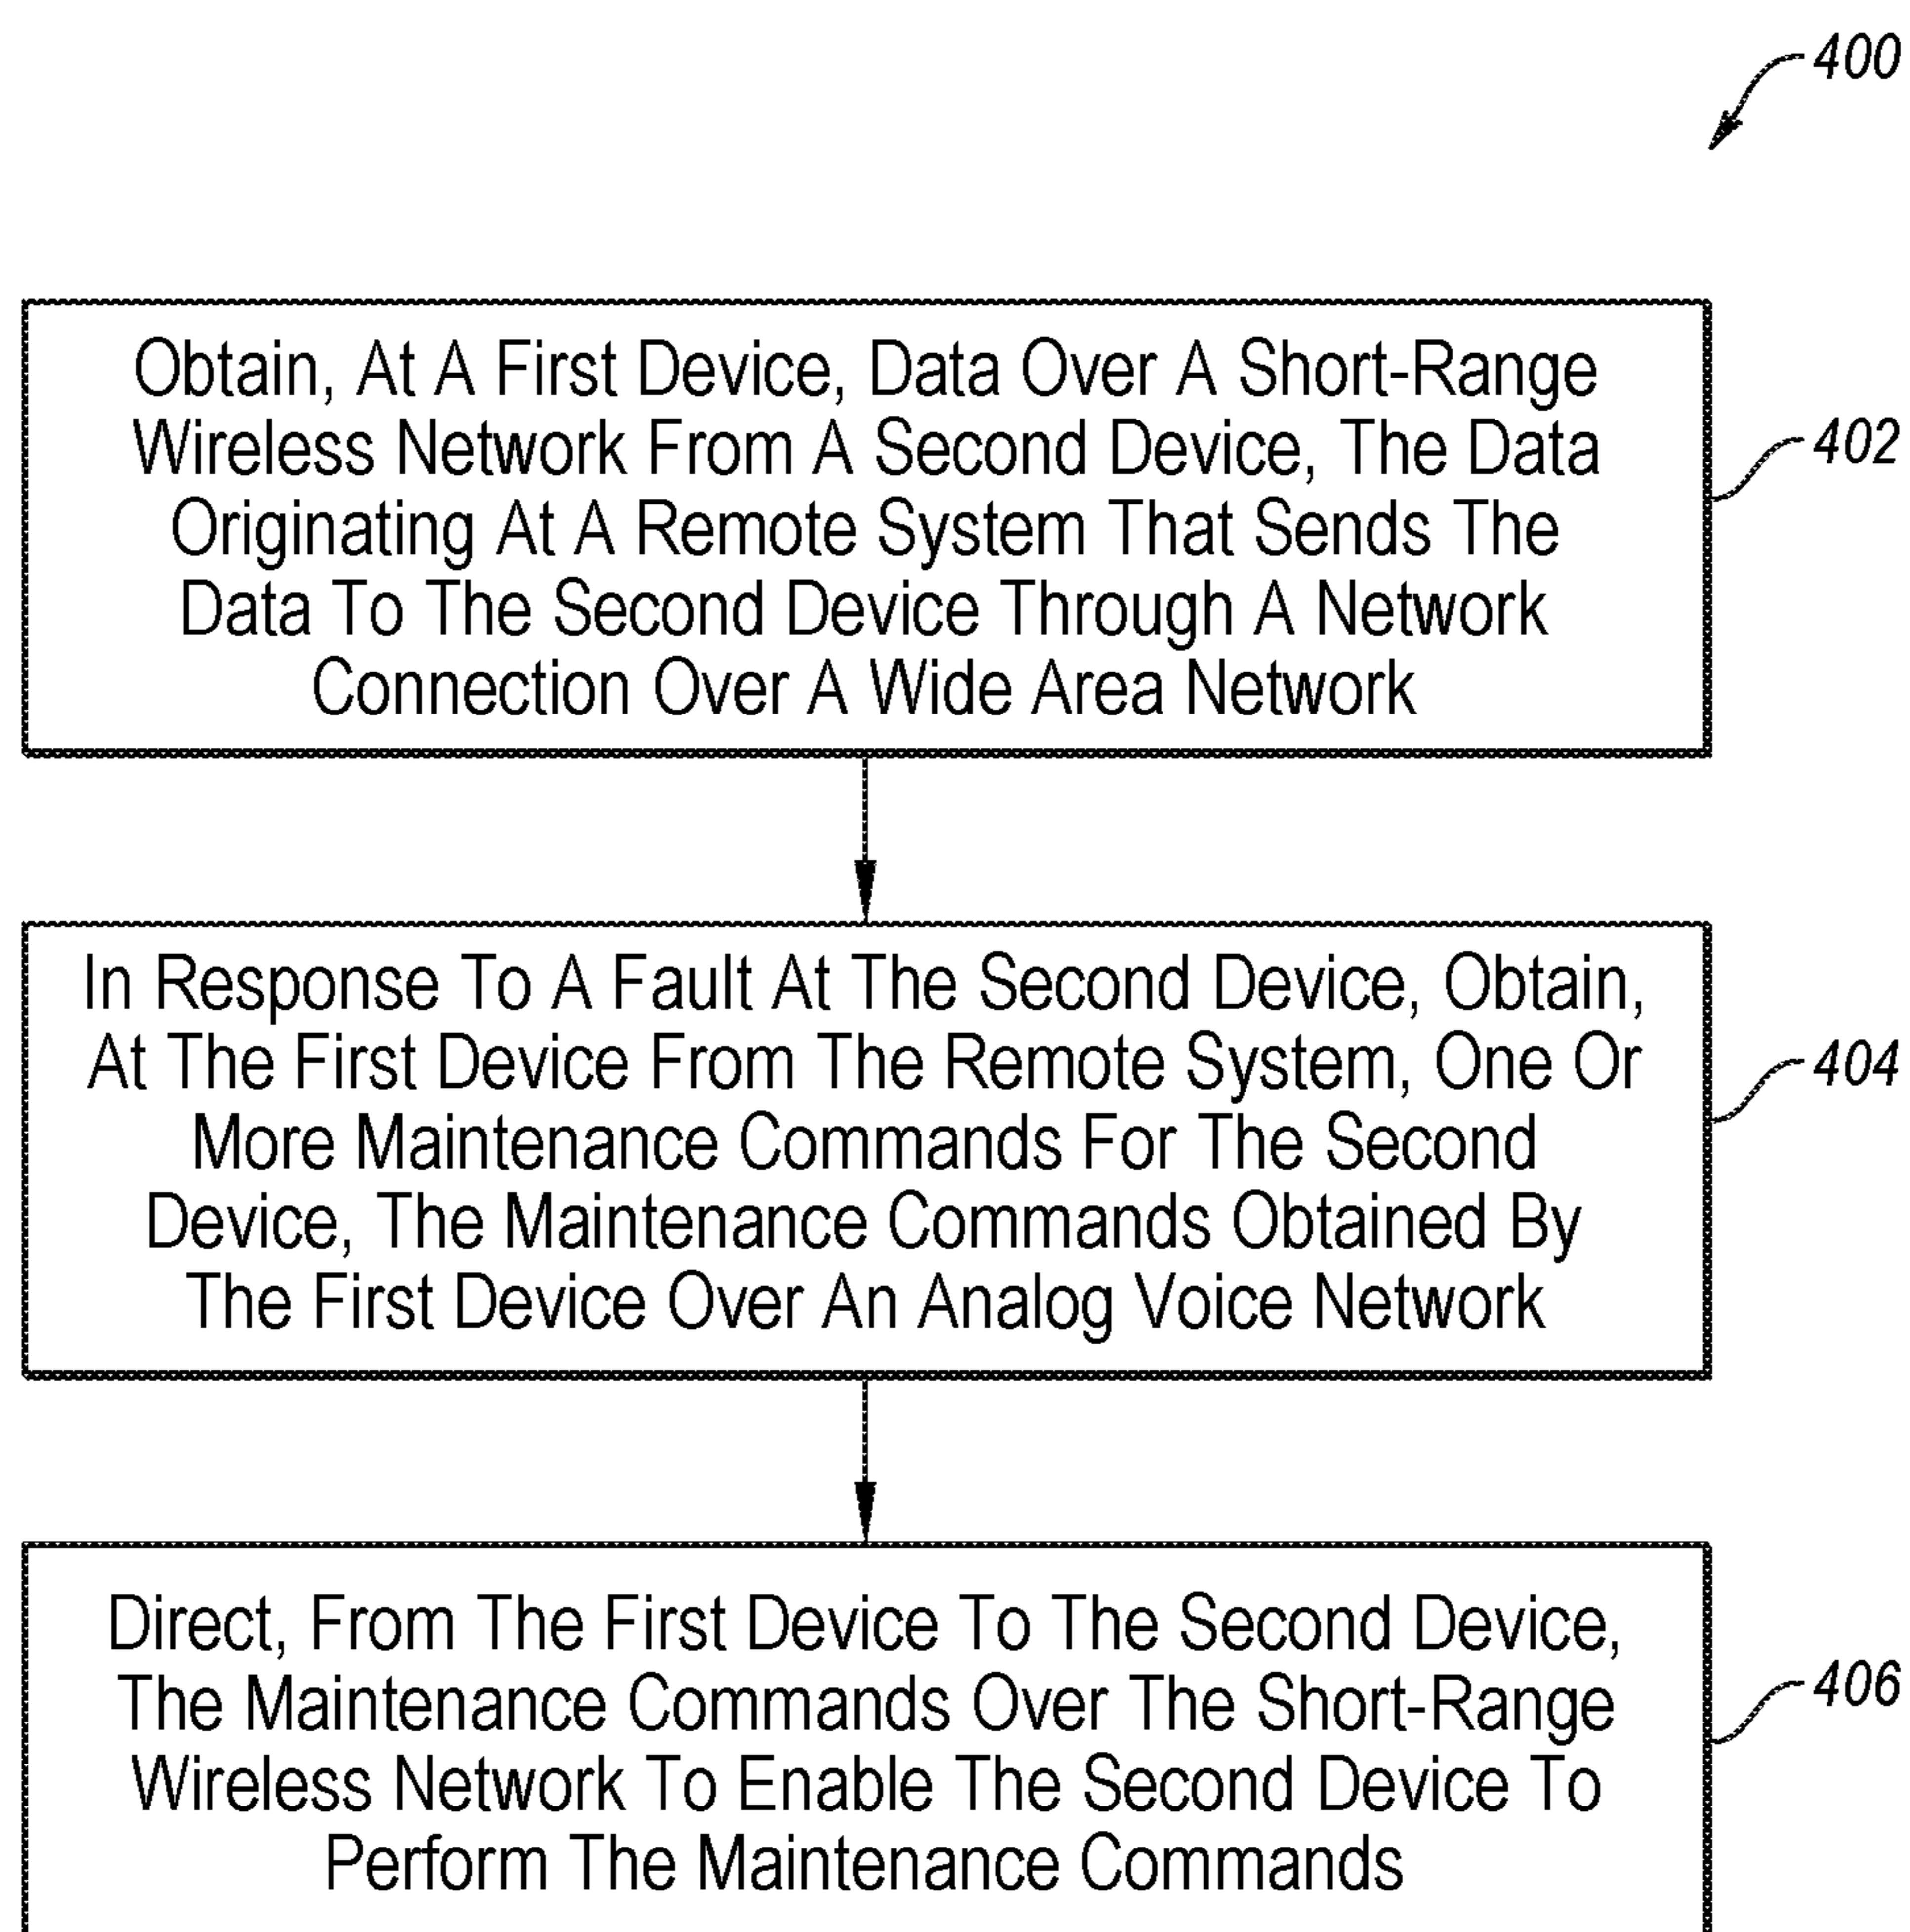 400
Obtain, At A First Device, Data Over A Short-Range
Wireless Network From A Second Device, The Data
Originating At A Remote System That Sends The
Data To The Second Device Through A Network
Connection Over A Wide Area Network
402
In Response To A Fault At The Second Device, Obtain,
At The First Device From The Remote System, One Or
More Maintenance Commands For The Second
Device, The Maintenance Commands Obtained By
The First Device Over An Analog Voice Network
404
Direct, From The First Device To The Second Device,
The Maintenance Commands Over The Short-Range
Wireless Network To Enable The Second Device To
Perform The Maintenance Commands
406